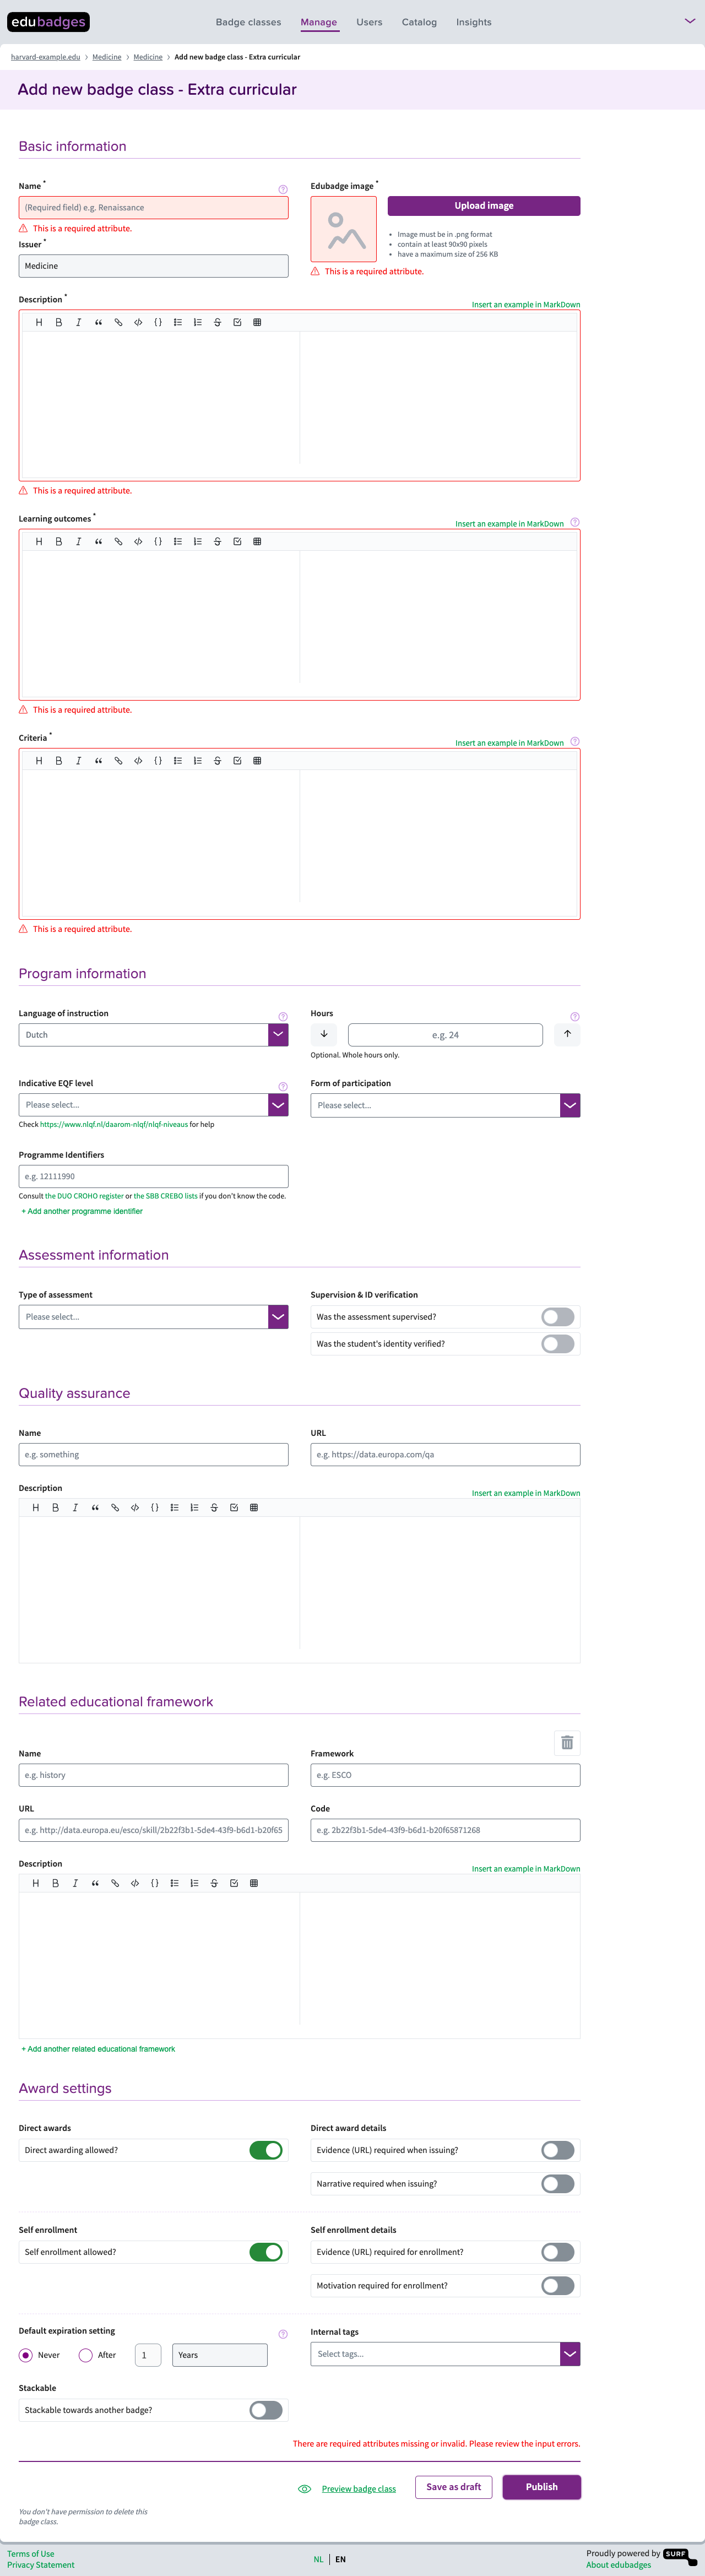 edubadges
Badge classes Manage Users Catalog Insights
harvard-example.edu > Medicine > Medicine > Add new badge class - Extra curricular
Add new badge class - Extra curricular
Basic information
Name *
(Required field) e.g. Renaissance
This is a required attribute.
Issuer *
Medicine
Edubadge image *
Upload image
• Image must be in .png format
• contain at least 90x90 pixels
• have a maximum size of 256 KB
This is a required attribute.
Description *
Insert an example in MarkDown
This is a required attribute.
Learning outcomes *
Insert an example in MarkDown
This is a required attribute.
Criteria *
Insert an example in MarkDown
This is a required attribute.
Program information
Language of instruction
Dutch
Hours
e.g. 24
Optional. Whole hours only.
Indicative EQF level
Please select...
Check https://www.nlqf.nl/daarom-nlqf/nlqf-niveaus for help
Form of participation
Please select...
Programme Identifiers
e.g. 12111990
Consult the DUO CROHO register or the SBB CREBO lists if you don't know the code.
+ Add another programme identifier
Assessment information
Type of assessment
Please select...
Supervision & ID verification
Was the assessment supervised?
Was the student's identity verified?
Quality assurance
Name
e.g. something
URL
e.g. https://data.europa.com/qa
Description
Insert an example in MarkDown
Related educational framework
Name
e.g. history
Framework
e.g. ESCO
URL
e.g. http://data.europa.eu/esco/skill/2b22f3b1-5de4-43f9-b6d1-b20f65
Code
e.g. 2b22f3b1-5de4-43f9-b6d1-b20f65871268
Description
Insert an example in MarkDown
+ Add another related educational framework
Award settings
Direct awards
Direct awarding allowed?
Direct award details
Evidence (URL) required when issuing?
Narrative required when issuing?
Self enrollment
Self enrollment allowed?
Self enrollment details
Evidence (URL) required for enrollment?
Motivation required for enrollment?
Default expiration setting
Never After 1 Years
Internal tags
Select tags...
Stackable
Stackable towards another badge?
There are required attributes missing or invalid. Please review the input errors.
Preview badge class Save as draft Publish
You don't have permission to delete this
badge class.
Terms of Use
Privacy Statement
NL | EN
Proudly powered by SURF
About edubadges